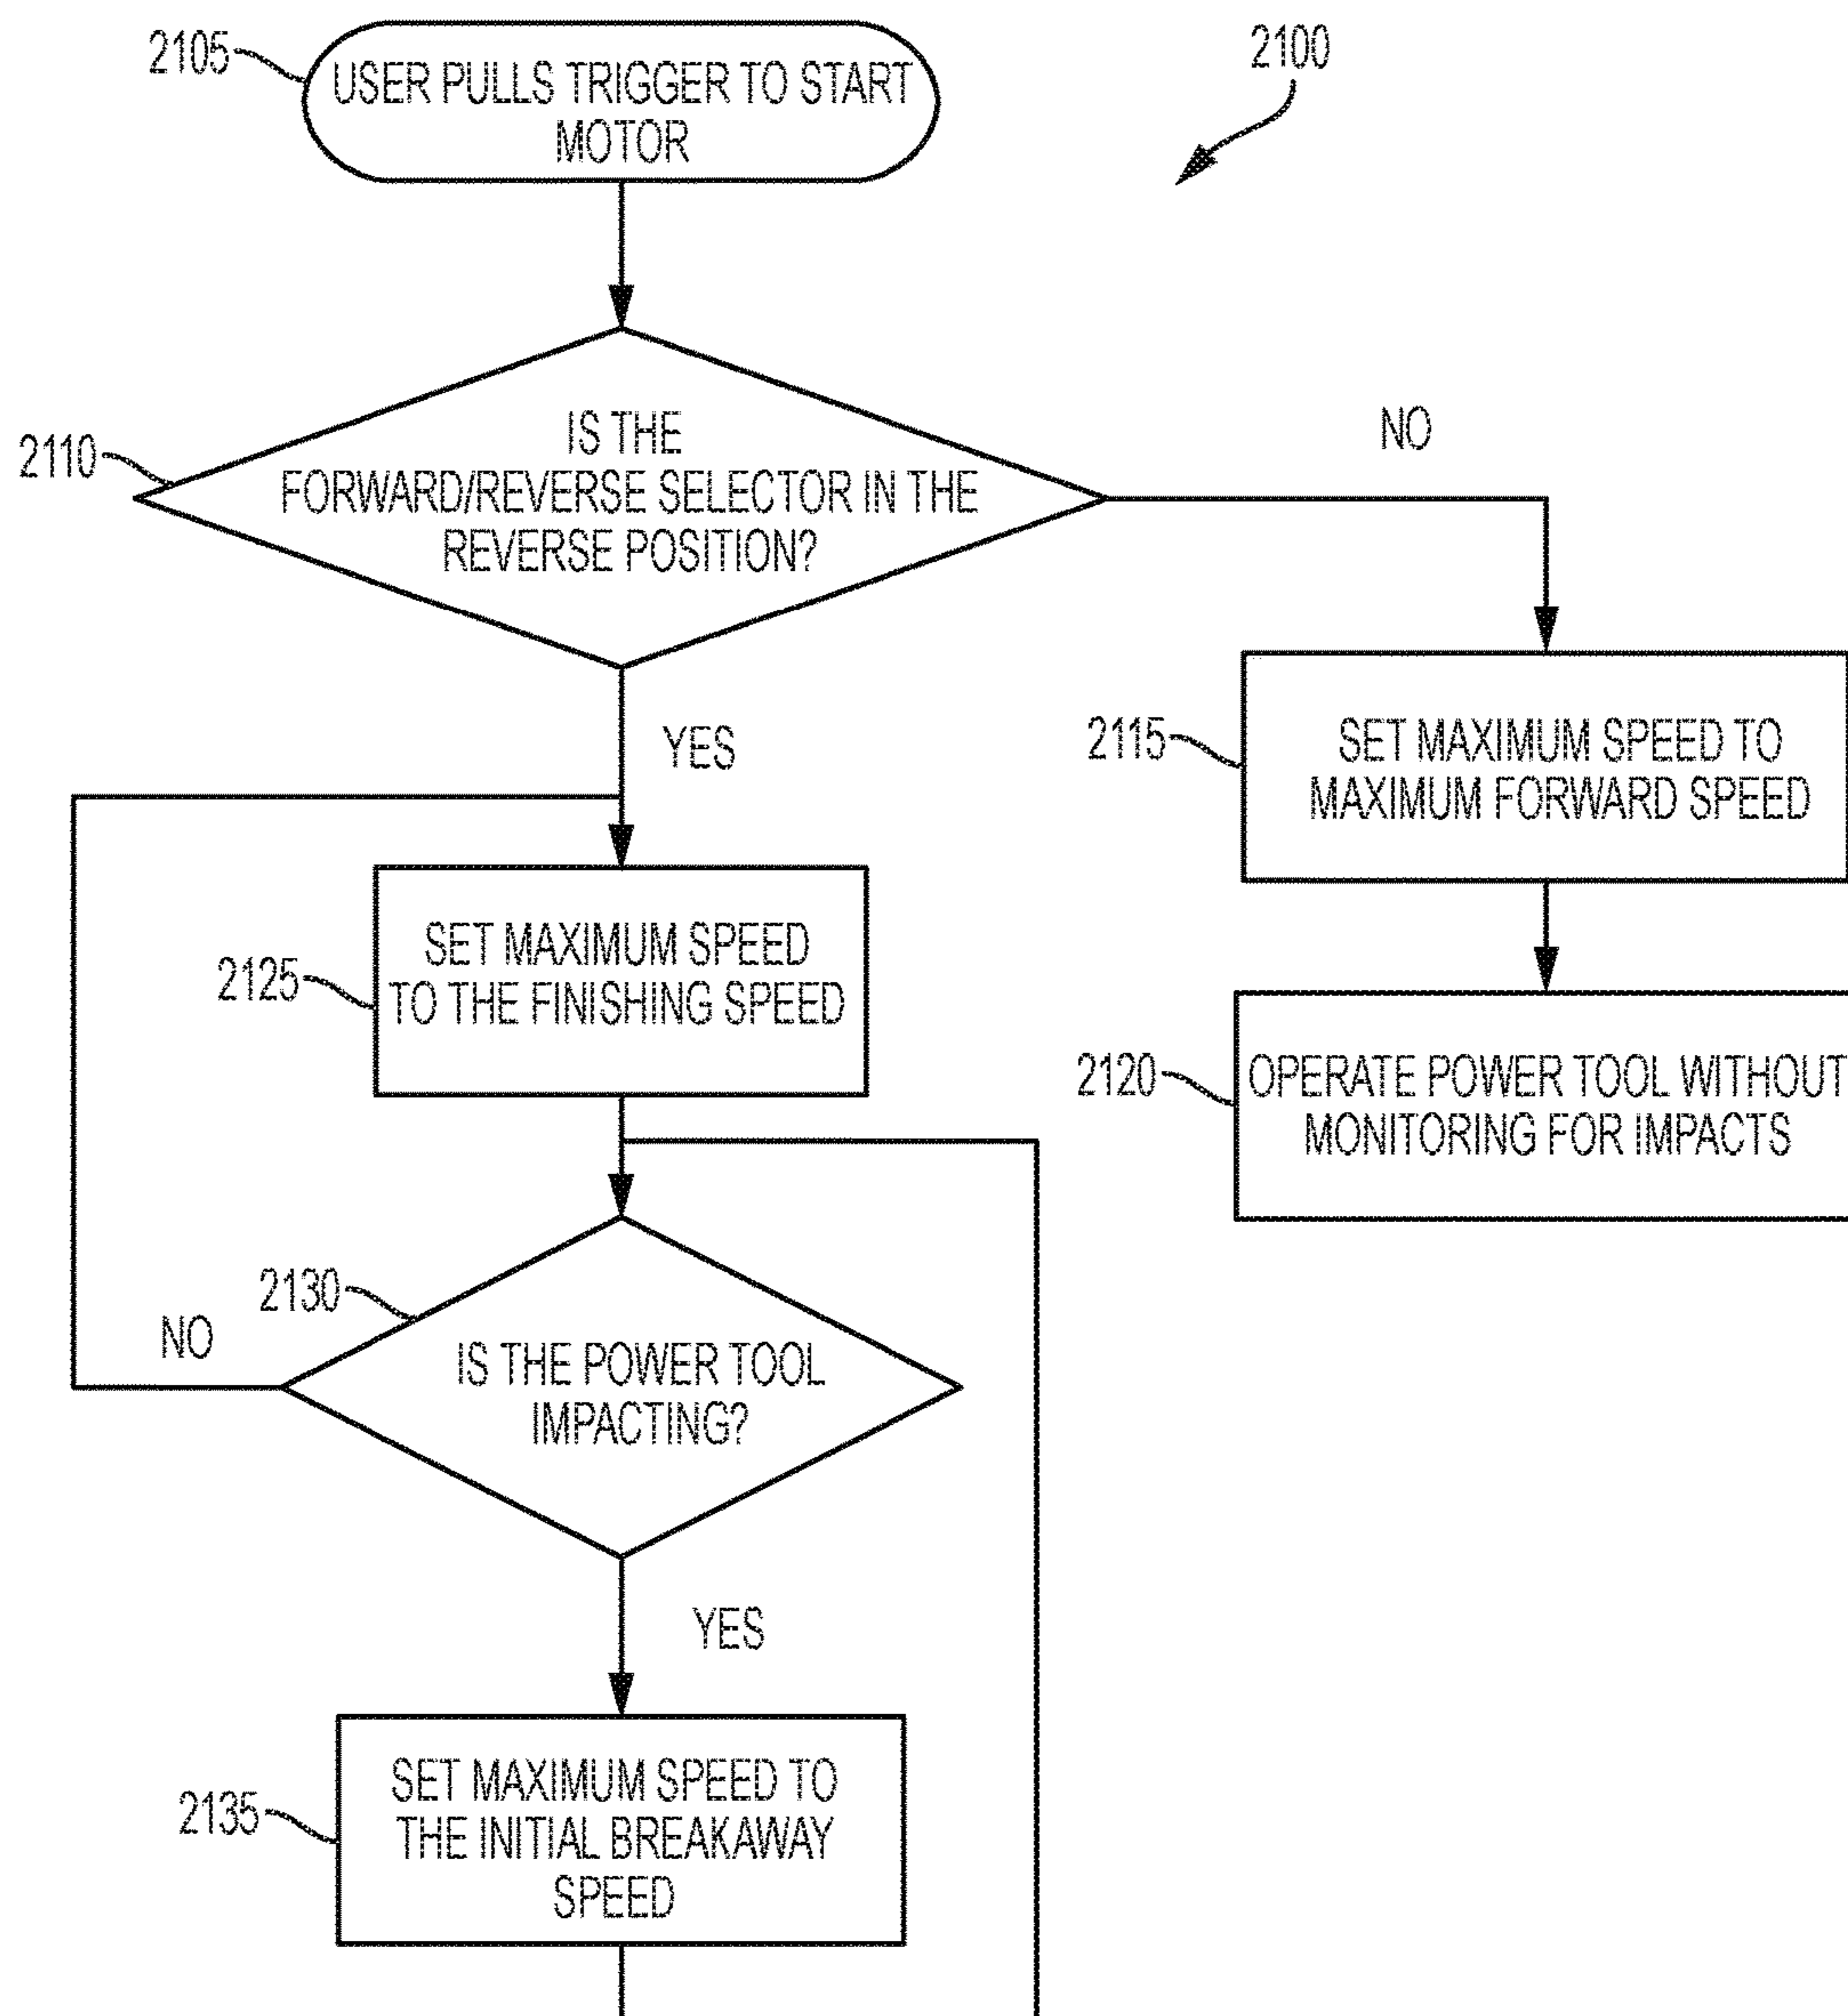 2105
USER PULLS TRIGGER TO START
MOTOR
2100
2110
IS THE
FORWARD/REVERSE SELECTOR IN THE
REVERSE POSITION?
NO
YES
2115
SET MAXIMUM SPEED TO
MAXIMUM FORWARD SPEED
2125
SET MAXIMUM SPEED
TO THE FINISHING SPEED
2120
OPERATE POWER TOOL WITHOUT
MONITORING FOR IMPACTS
2130
NO
IS THE POWER TOOL
IMPACTING?
YES
2135
SET MAXIMUM SPEED TO
THE INITIAL BREAKAWAY
SPEED